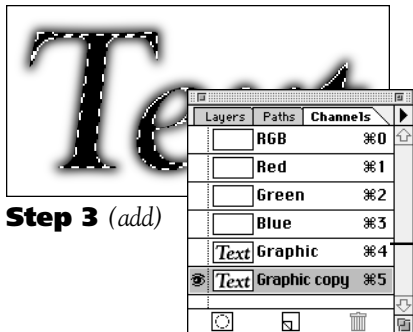 Text
Layers Paths Channels
RGB ⌘0
Red ⌘1
Green ⌘2
Blue ⌘3
Text Graphic ⌘4
Text Graphic copy ⌘5
Step 3 (add)